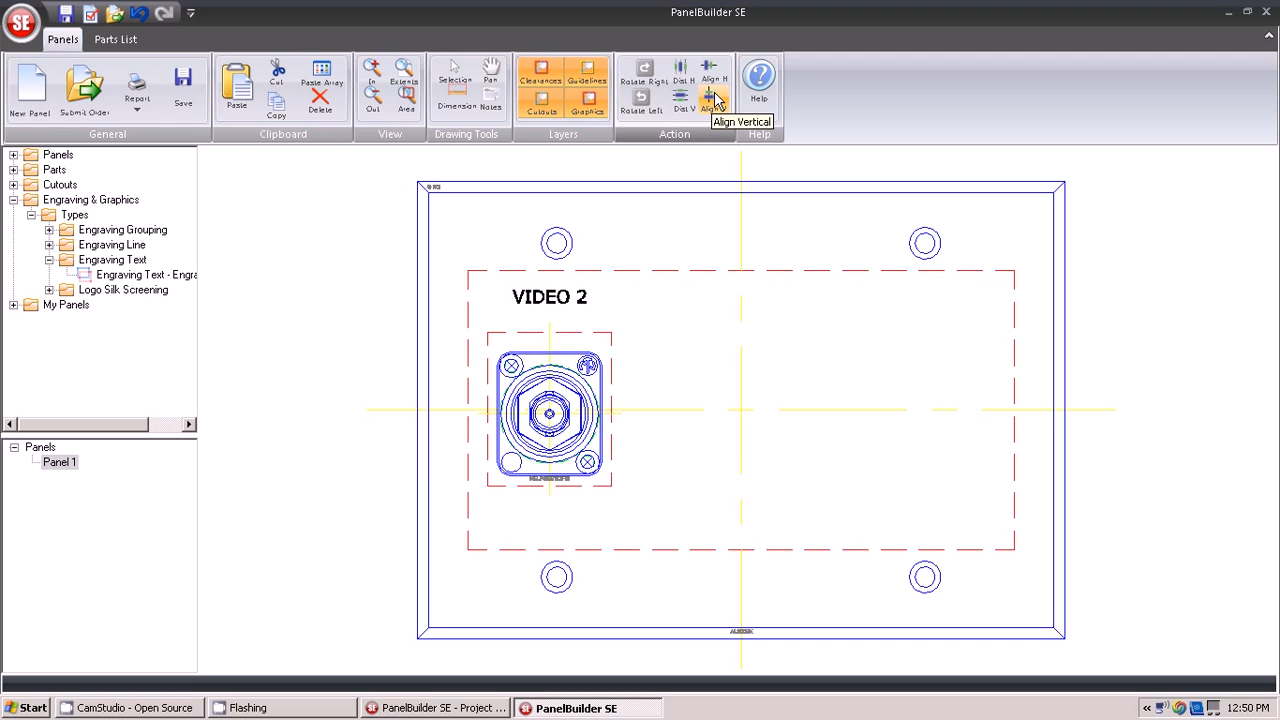 PanelBuilder SE
SE
Panels
Parts List
New Panel
Submit Order
Report
Save
General
Paste
Cut
Copy
Paste Array
Delete
Clipboard
In
Out
Extents
Area
View
Selection
Pan
Dimension
Notes
Drawing Tools
Clearances
Guidelines
Cutouts
Graphics
Layers
Rotate Right
Rotate Left
Dist H
Dist V
Align H
Action
Help
Help
Align Vertical
Panels
Parts
Cutouts
Engraving & Graphics
Types
Engraving Grouping
Engraving Line
Engraving Text
Engraving Text - Engra
Logo Silk Screening
My Panels
Panels
Panel 1
VIDEO 2
Start
CamStudio - Open Source
Flashing
PanelBuilder SE - Project ...
PanelBuilder SE
12:50 PM